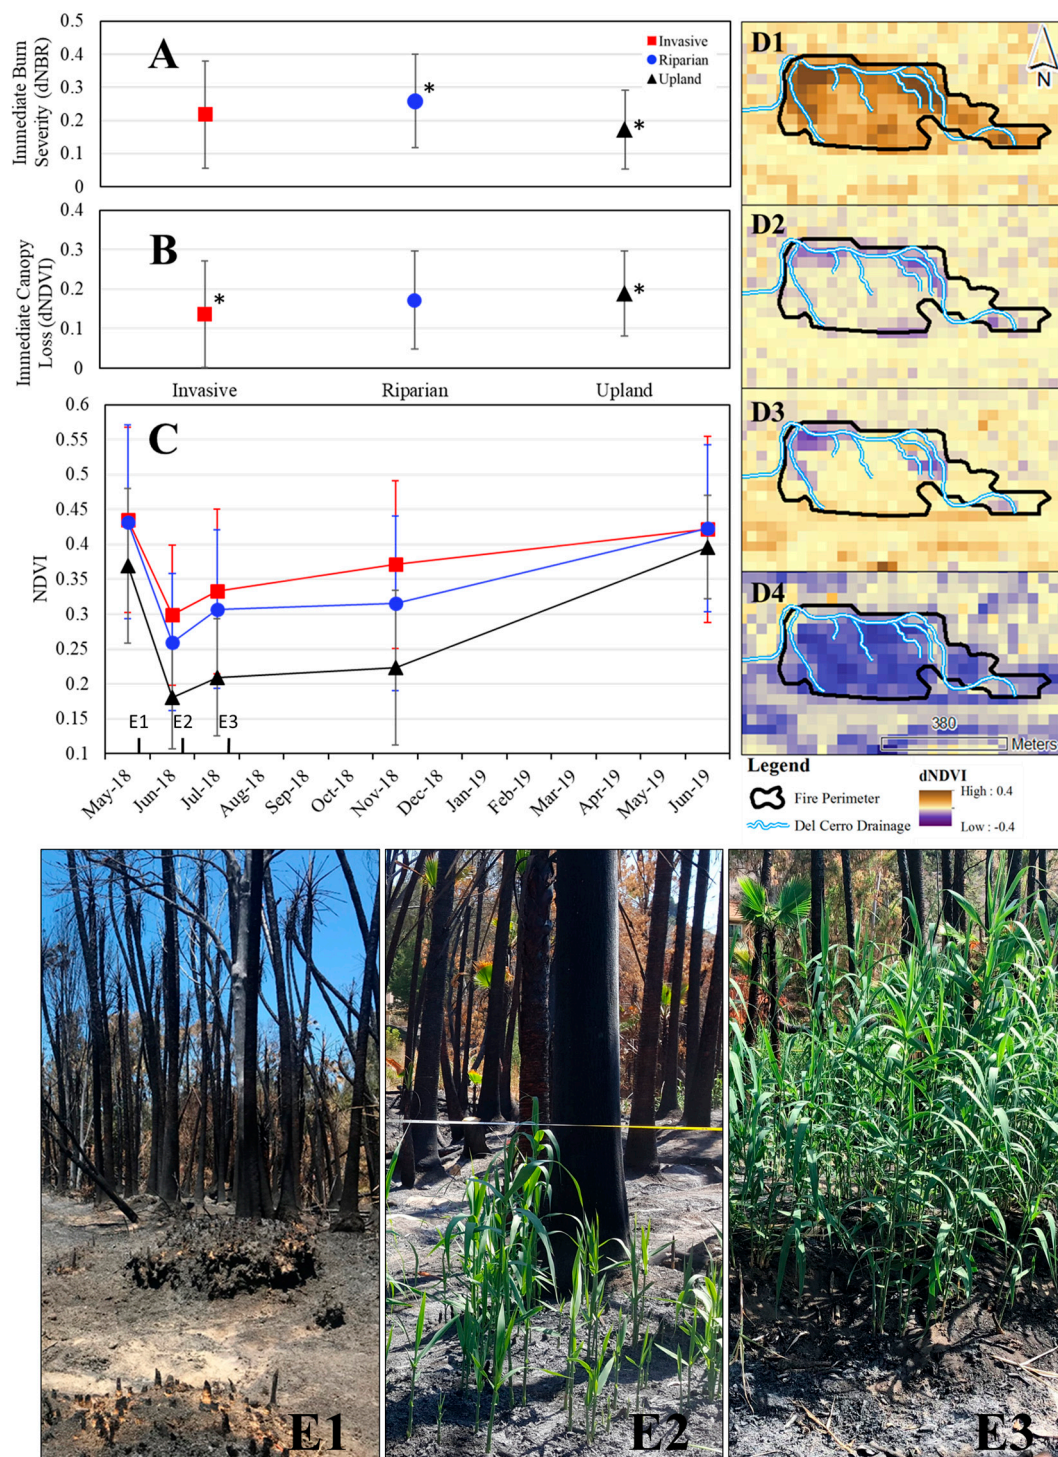 A
Immediate Burn
Severity (dNBR)
0.5
0.4
0.3
0.2
0.1
0
Invasive
Riparian
Upland
*
*
B
Immediate Canopy
Loss (dNDVI)
0.4
0.3
0.2
0.1
0
*
*
Invasive Riparian Upland
C
NDVI
0.6
0.55
0.5
0.45
0.4
0.35
0.3
0.25
0.2
0.15
0.1
E1 E2 E3
May-18 Jun-18 Jul-18 Aug-18 Sep-18 Oct-18 Nov-18 Dec-18 Jan-19 Feb-19 Mar-19 Apr-19 May-19 Jun-19
D1
N
D2
D3
D4
380
Meters
Legend
Fire Perimeter
Del Cerro Drainage
dNDVI
High : 0.4
Low : -0.4
E1
E2
E3